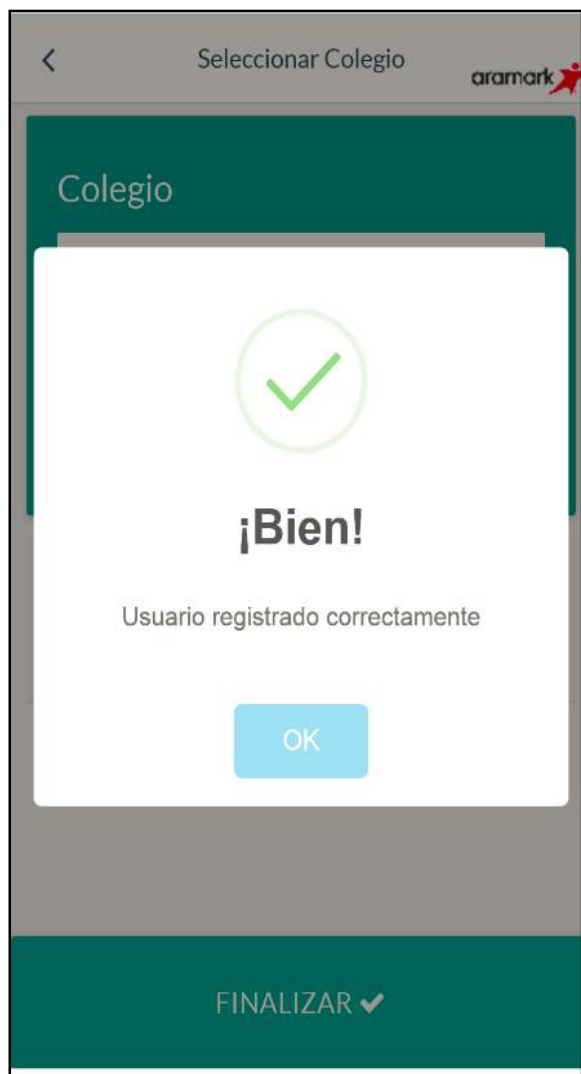 Seleccionar Colegio
aramark
Colegio
¡Bien!
Usuario registrado correctamente
OK
FINALIZAR